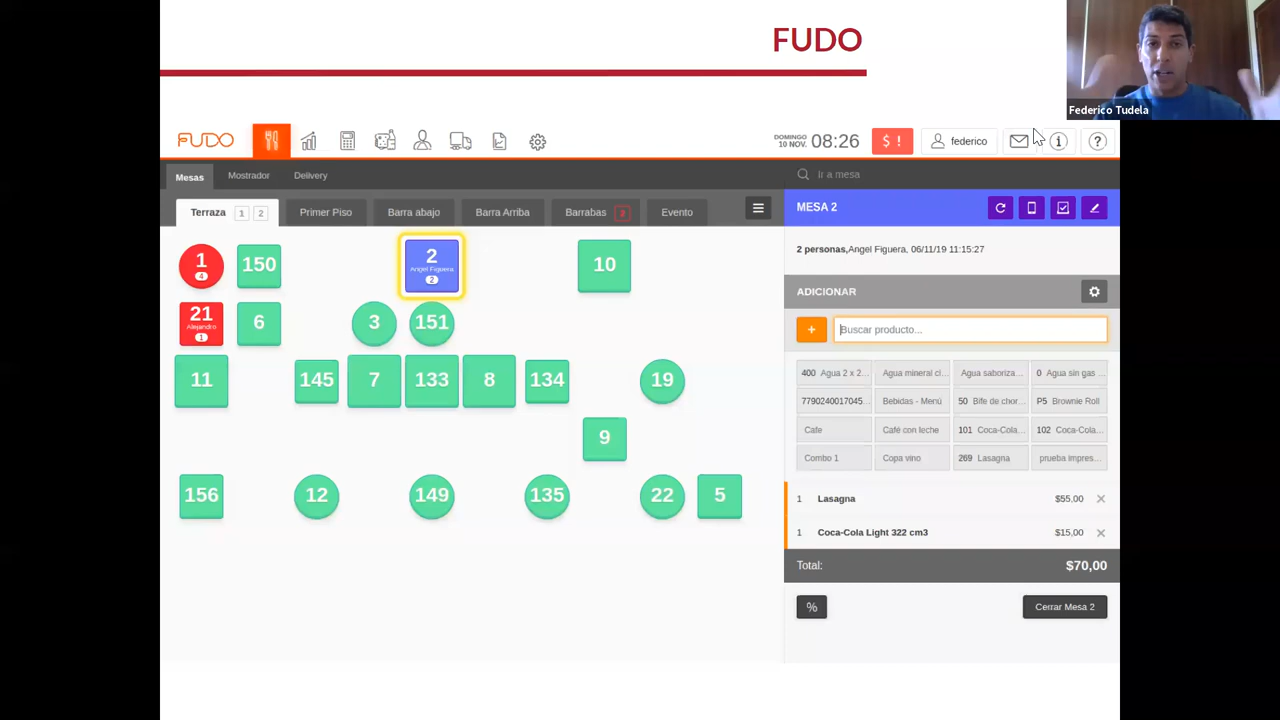 FUDO
Federico Tudela
FUDO
DOMINGO
10 NOV.
08:26
$ !
federico
Mesas
Mostrador
Delivery
Ir a mesa
Terraza 1 2
Primer Piso
Barra abajo
Barra Arriba
Barrabas 2
Evento
MESA 2
2 personas,Angel Figuera, 06/11/19 11:15:27
1
4
150
2
Angel Figuera
2
10
ADICIONAR
21
Alejandro
1
6
3
151
+
Buscar producto...
11
145
7
133
8
134
19
400 Agua 2 x 2...
Agua mineral ci...
Agua saboriza...
0 Agua sin gas ...
7790240017045...
Bebidas - Menú
50 Bife de chor...
P5 Brownie Roll
Cafe
Café con leche
101 Coca-Cola...
102 Coca-Cola...
Combo 1
Copa vino
269 Lasagna
prueba impres...
9
156
12
149
135
22
5
1 Lasagna $55,00
1 Coca-Cola Light 322 cm3 $15,00
Total: $70,00
%
Cerrar Mesa 2